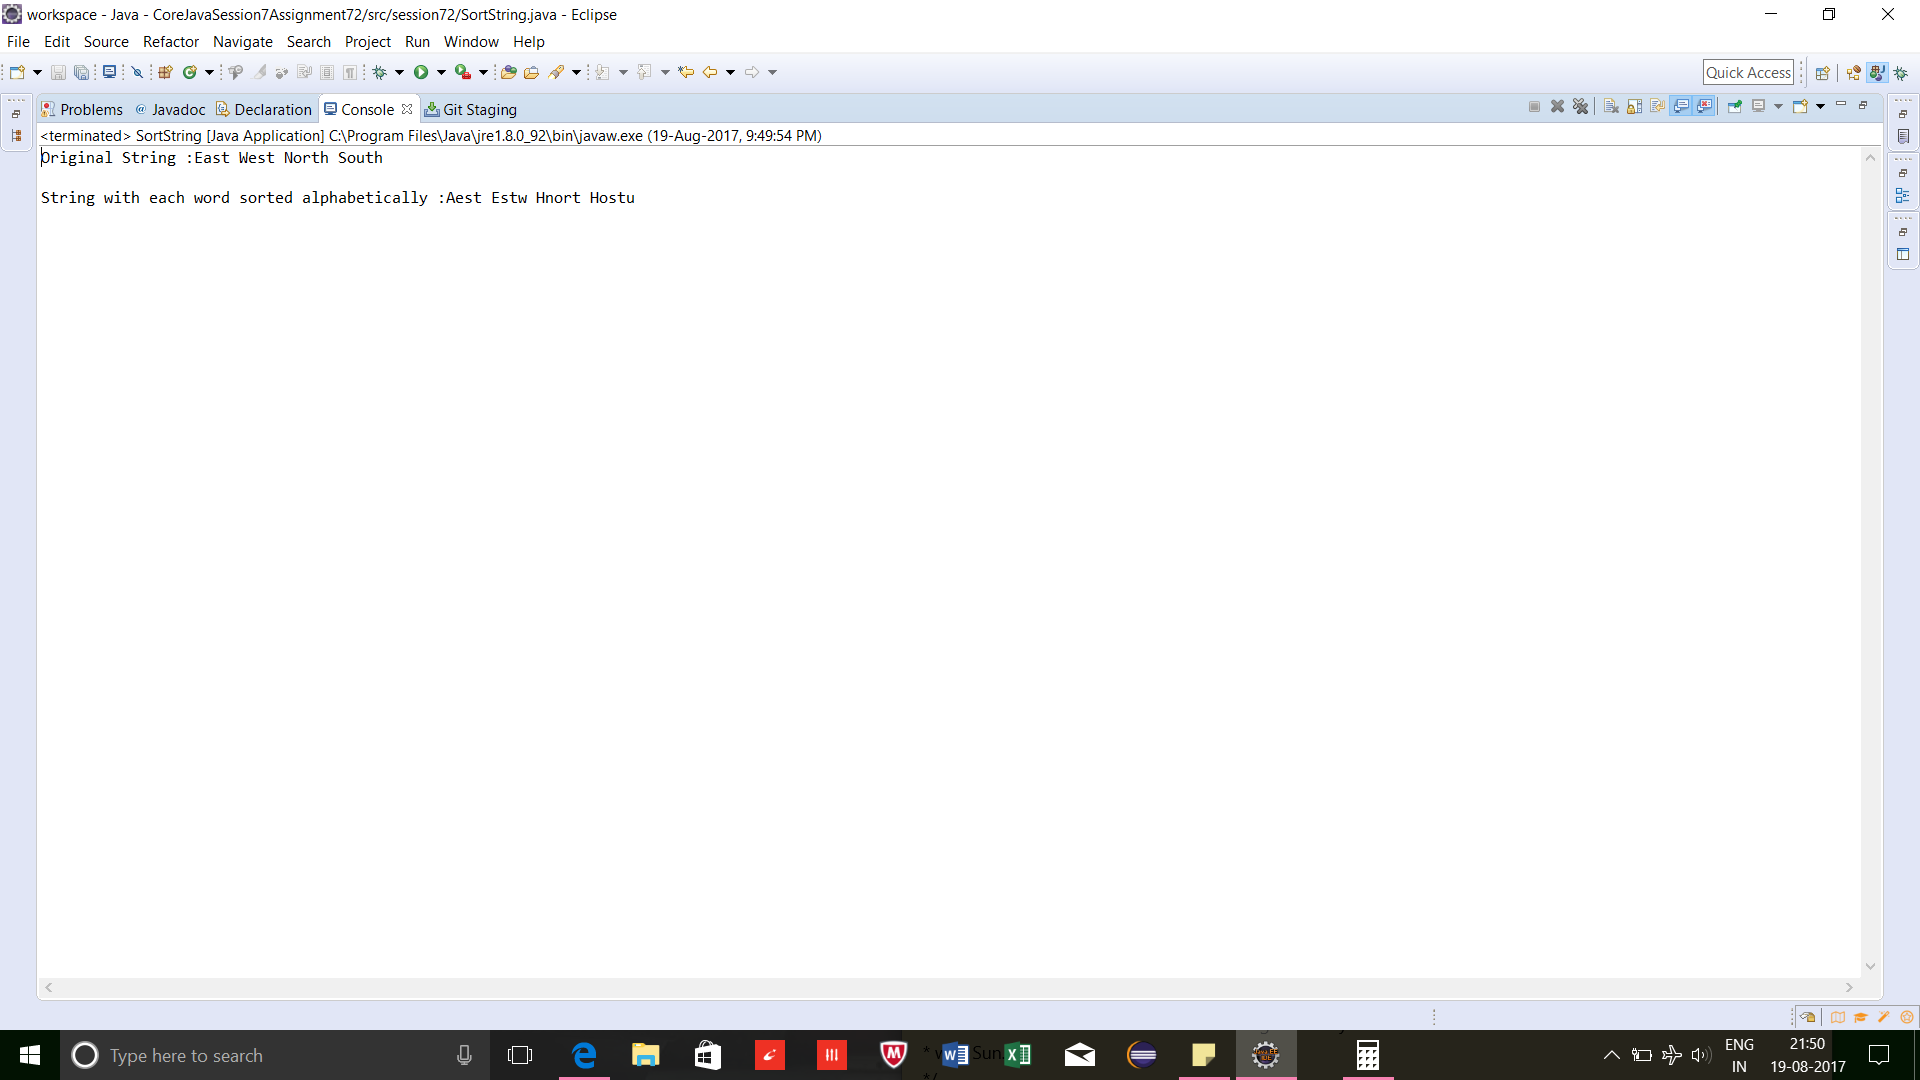 workspace - Java - CoreJavaSession7Assignment72/src/session72/SortString.java - Eclipse
File Edit Source Refactor Navigate Search Project Run Window Help
Quick Access
Problems @ Javadoc Declaration Console Git Staging
<terminated> SortString [Java Application] C:\Program Files\Java\jre1.8.0_92\bin\javaw.exe (19-Aug-2017, 9:49:54 PM)
Original String :East West North South
String with each word sorted alphabetically :Aest Estw Hnort Hostu
Type here to search
Sun
ENG
IN
21:50
19-08-2017